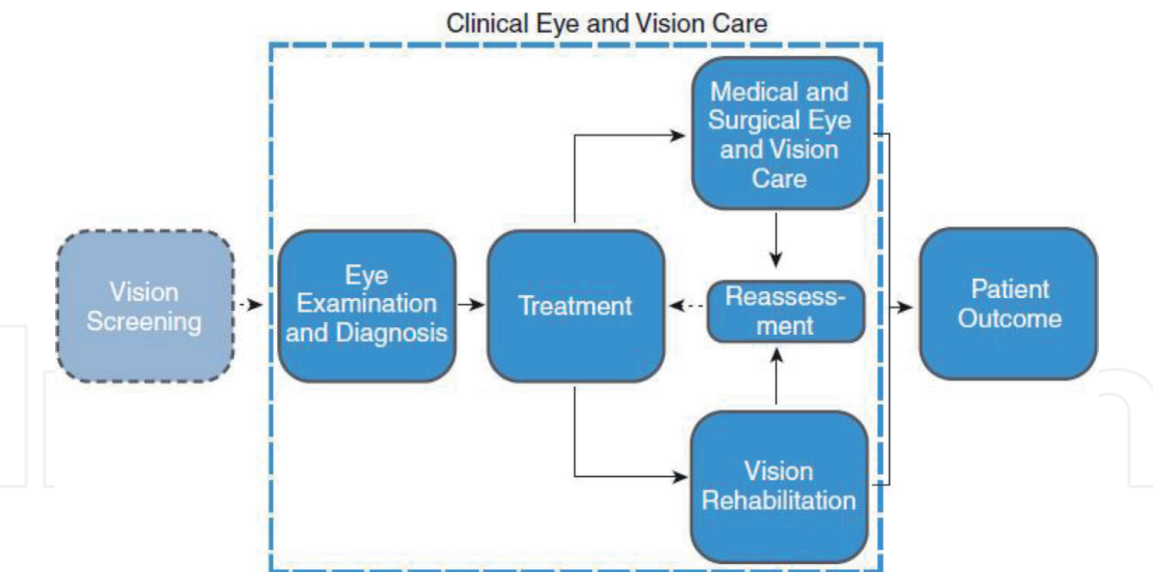 Clinical Eye and Vision Care
Medical and
Surgical Eye
and Vision
Care
Vision
Screening
Eye
Examination
and Diagnosis
Treatment
Reassess-
ment
Patient
Outcome
Vision
Rehabilitation